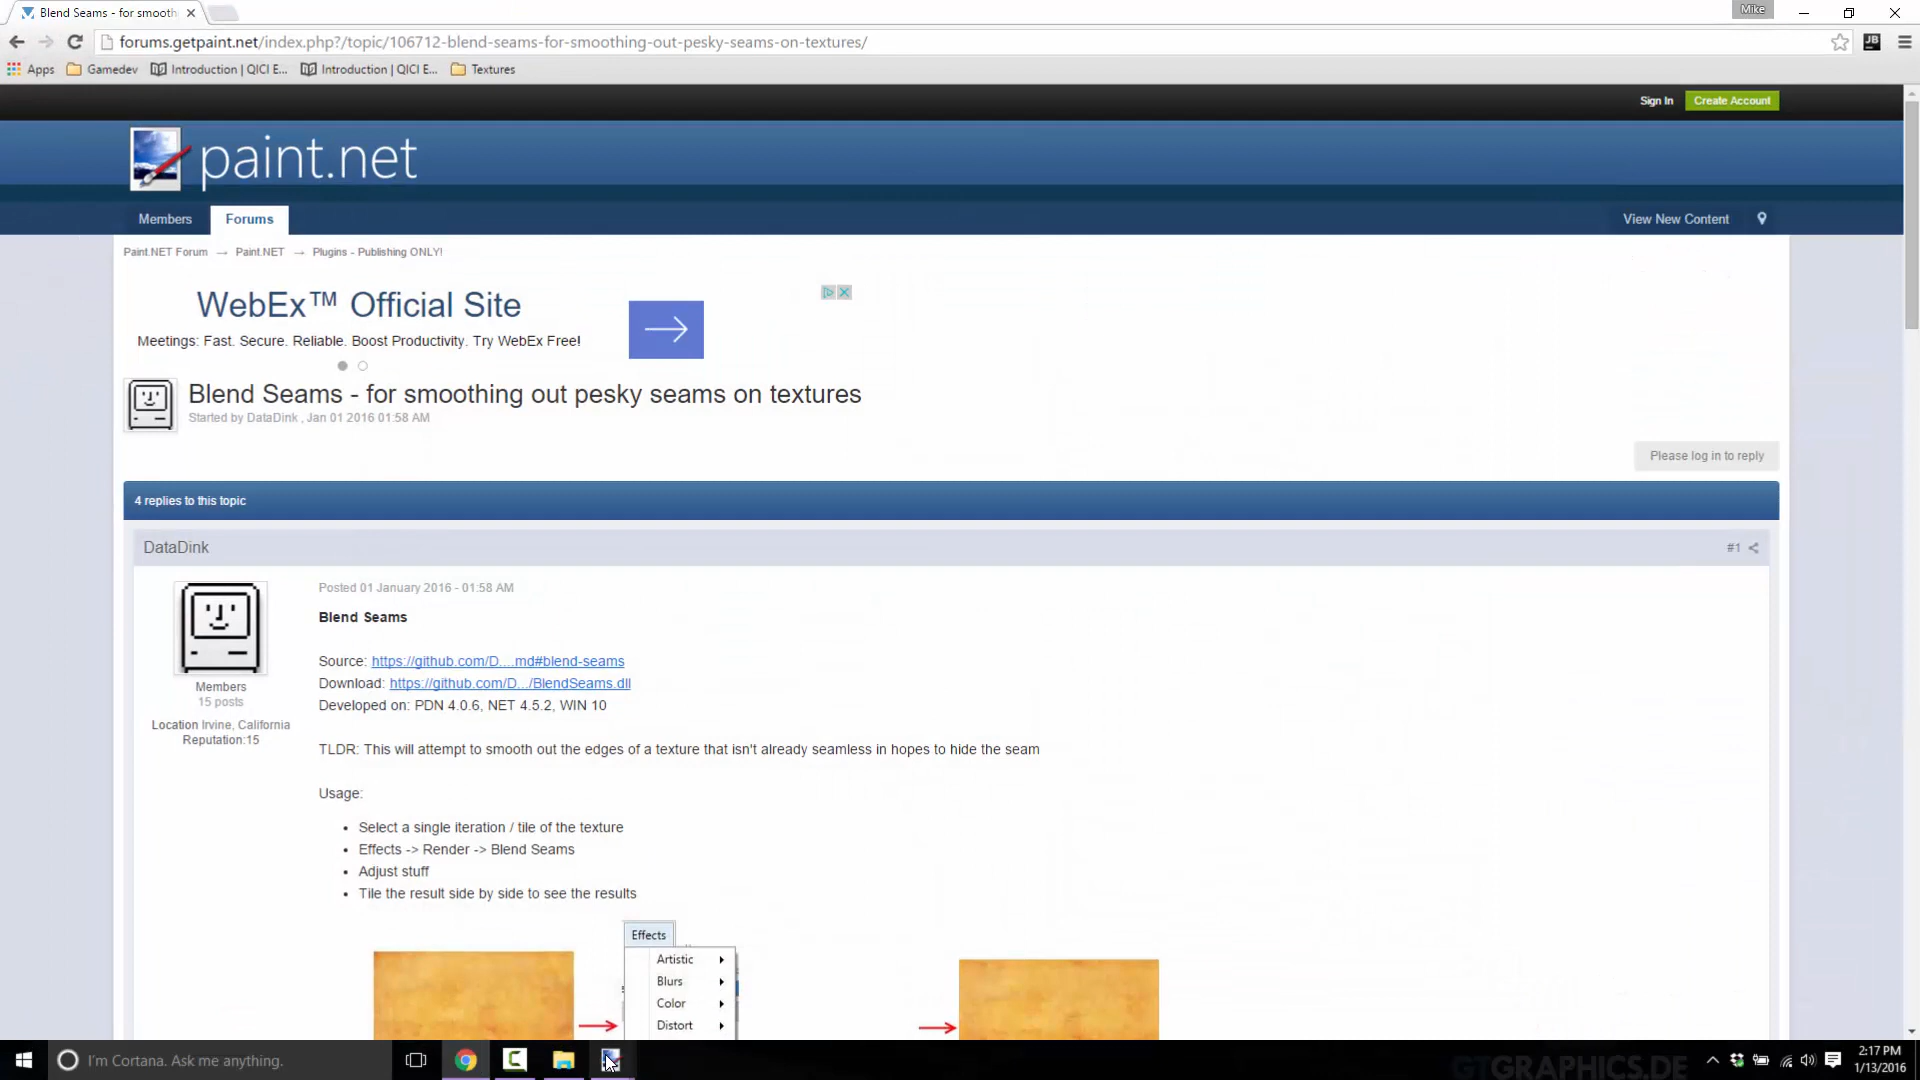 Blend Seams - for smooth
Mike
forums.getpaint.net/index.php?/topic/106712-blend-seams-for-smoothing-out-pesky-seams-on-textures/
JB
Apps Gamedev Introduction | QICI E... Introduction | QICI E... Textures
Sign In Create Account
paint.net
Members Forums View New Content
Paint.NET Forum → Paint.NET → Plugins - Publishing ONLY!
WebEx™ Official Site
Meetings: Fast. Secure. Reliable. Boost Productivity. Try WebEx Free!
Blend Seams - for smoothing out pesky seams on textures
Started by DataDink , Jan 01 2016 01:58 AM
Please log in to reply
4 replies to this topic
DataDink #1
Posted 01 January 2016 - 01:58 AM
Blend Seams
Source: https://github.com/D....md#blend-seams
Download: https://github.com/D.../BlendSeams.dll
Developed on: PDN 4.0.6, NET 4.5.2, WIN 10
Members
15 posts
Location Irvine, California
Reputation:15
TLDR: This will attempt to smooth out the edges of a texture that isn't already seamless in hopes to hide the seam
Usage:
• Select a single iteration / tile of the texture
• Effects -> Render -> Blend Seams
• Adjust stuff
• Tile the result side by side to see the results
Effects
Artistic
Blurs
Color
Distort
I'm Cortana. Ask me anything.
GTGRAPHICS.DE
2:17 PM
1/13/2016